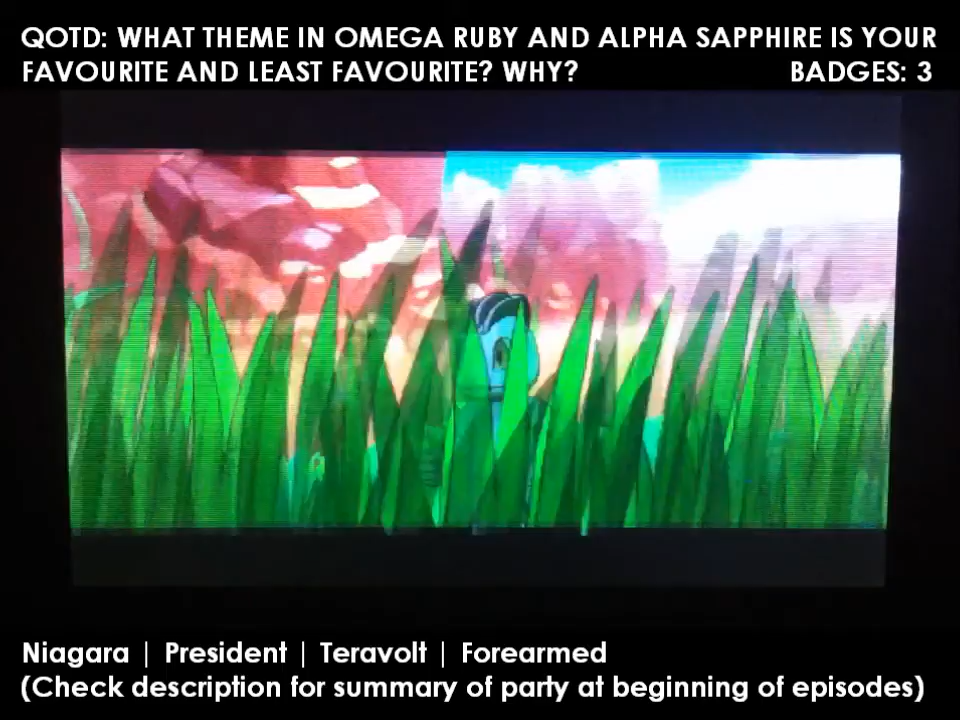 QOTD: WHAT THEME IN OMEGA RUBY AND ALPHA SAPPHIRE IS YOUR
FAVOURITE AND LEAST FAVOURITE? WHY? BADGES: 3
Niagara | President | Teravolt | Forearmed
(Check description for summary of party at beginning of episodes)